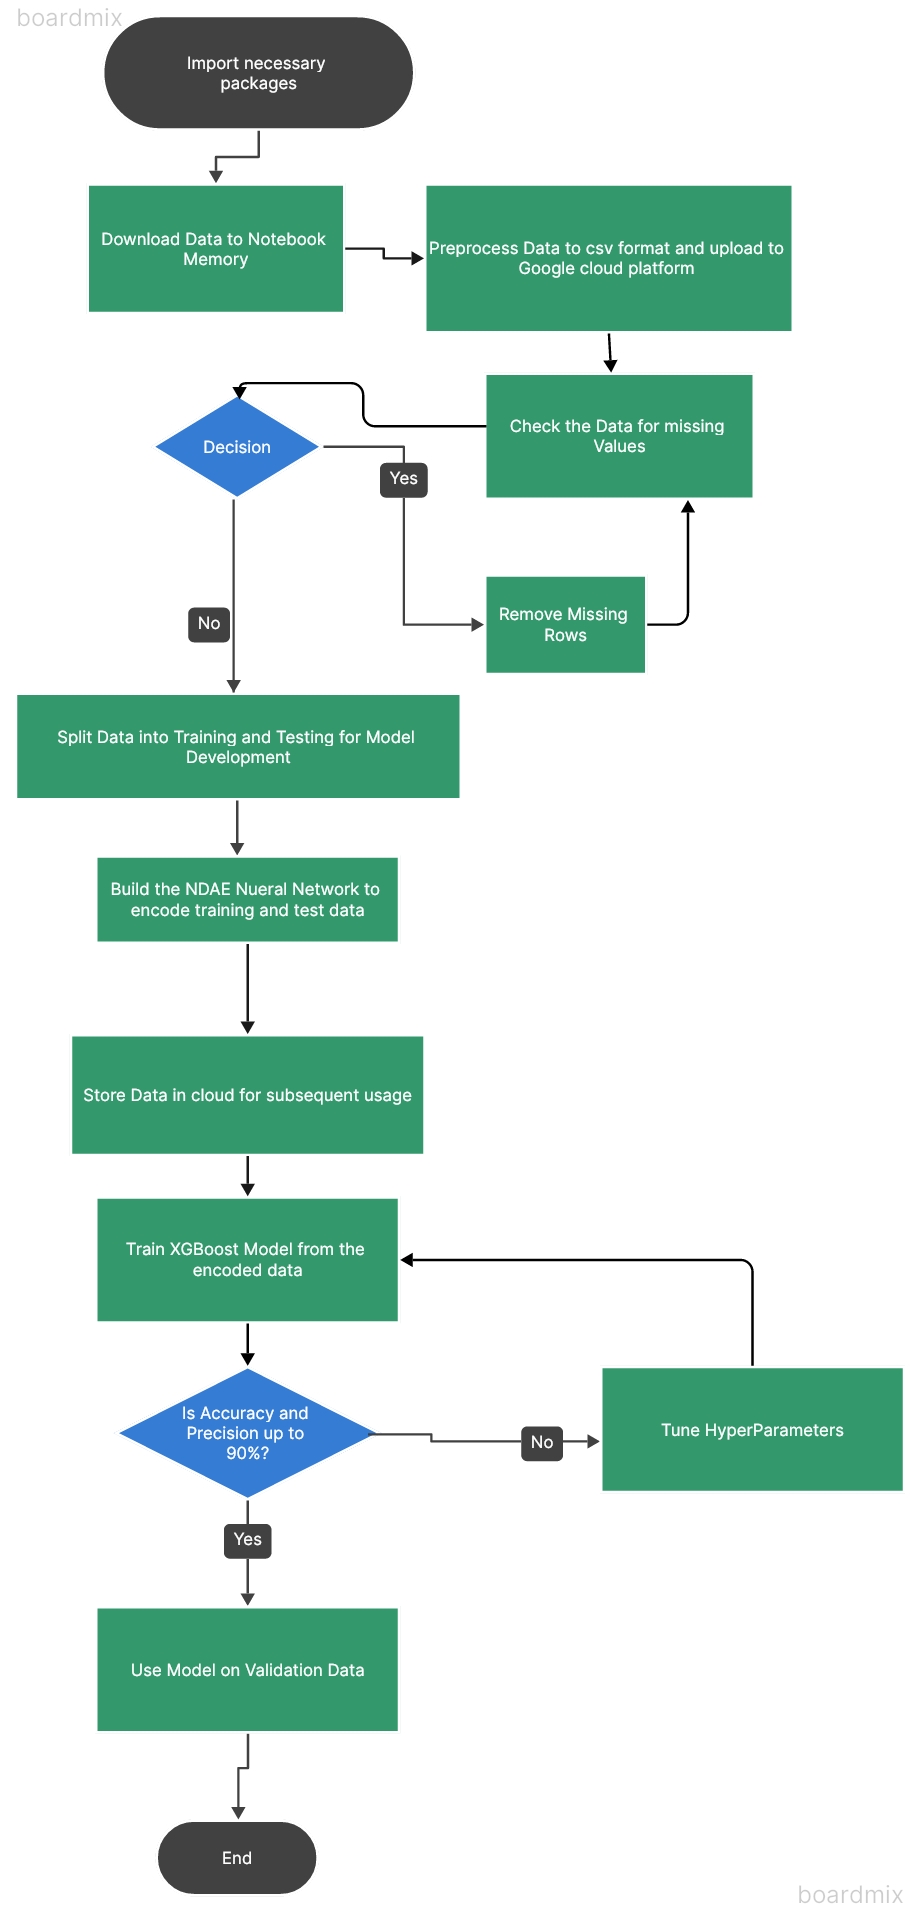 boardmix
Import necessary
packages
Download Data to Notebook
Memory
Preprocess Data to csv format and upload to
Google cloud platform
Check the Data for missing
Values
Decision
Yes
No
Remove Missing
Rows
Split Data into Training and Testing for Model
Development
Build the NDAE Nueral Network to
encode training and test data
Store Data in cloud for subsequent usage
Train XGBoost Model from the
encoded data
Is Accuracy and
Precision up to
90%?
No
Tune HyperParameters
Yes
Use Model on Validation Data
End
boardmix